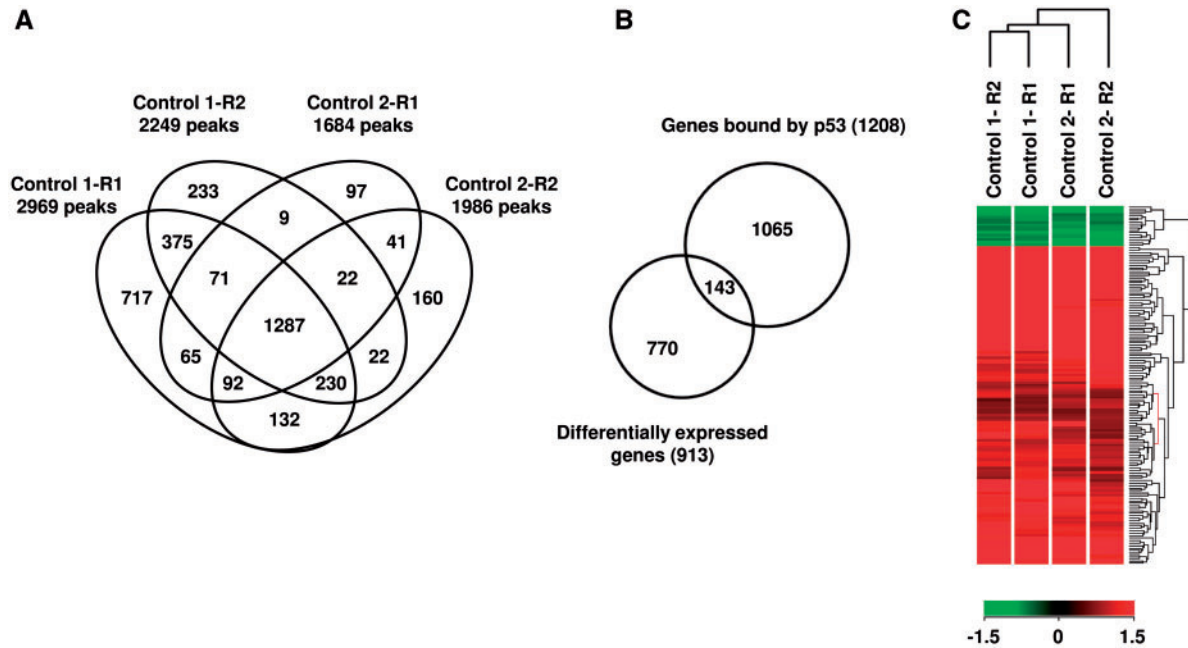 A
Control 1-R2
2249 peaks
Control 2-R1
1684 peaks
Control 1-R1
2969 peaks
Control 2-R2
1986 peaks
233
97
9
375
41
71
22
717
160
1287
65
22
92
230
132
B
Genes bound by p53 (1208)
1065
143
770
Differentially expressed
genes (913)
C
Control 1- R2
Control 1- R1
Control 2- R1
Control 2- R2
-1.5
0
1.5